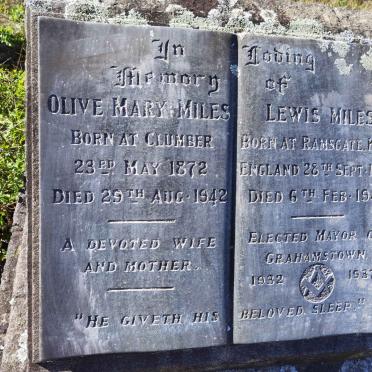 In
Memory
OLIVE MARY MILES
BORN AT CLUMBER
23RD MAY 1872
DIED 29TH AUG. 1942
A DEVOTED WIFE
AND MOTHER.
"HE GIVETH HIS
Loving
of
LEWIS MILES
BORN AT RAMSGATE,
ENGLAND 28TH SEPT.
DIED 6TH FEB.
ELECTED MAYOR
GRAHAMSTOWN
1932
BELOVED SLEEP."